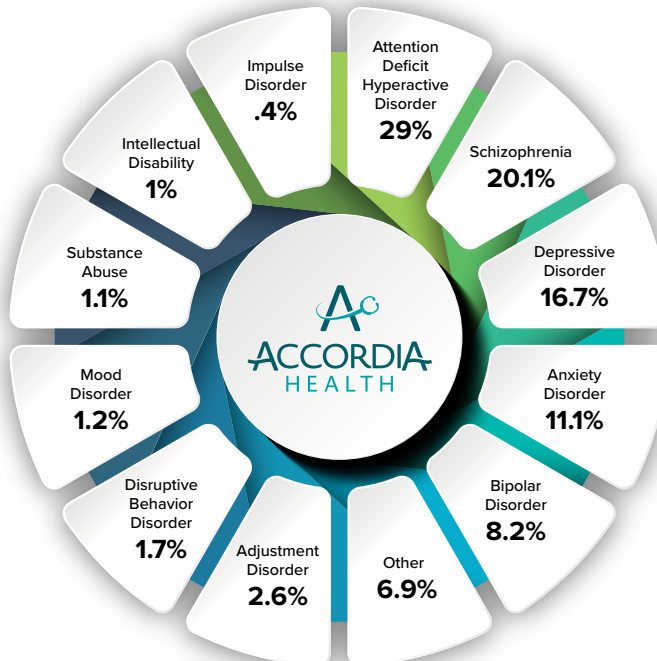 Attention
Deficit
Hyperactive
Disorder
29%
Schizophrenia
20.1%
Depressive
Disorder
16.7%
Anxiety
Disorder
11.1%
Bipolar
Disorder
8.2%
Other
6.9%
Adjustment
Disorder
2.6%
Disruptive
Behavior
Disorder
1.7%
Mood
Disorder
1.2%
Substance
Abuse
1.1%
Intellectual
Disability
1%
Impulse
Disorder
.4%
ACCORDIA
HEALTH